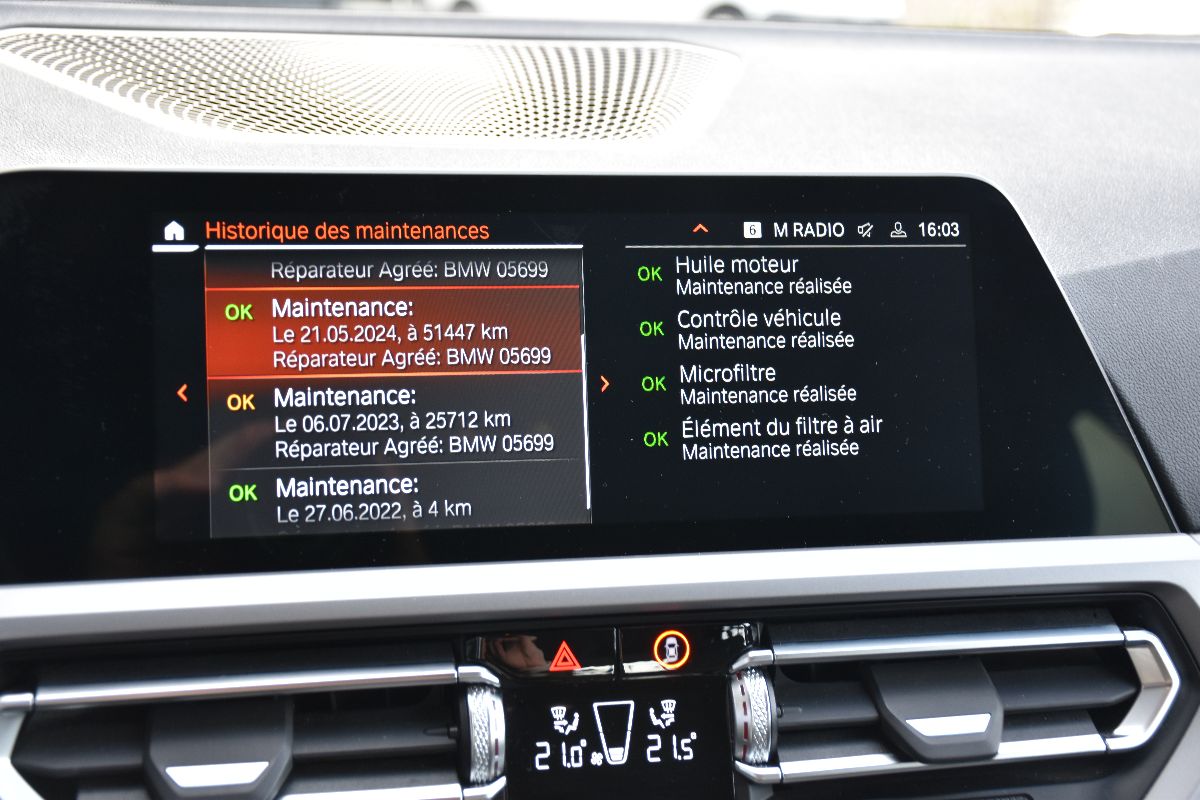 Historique des maintenances
6 M RADIO 16:03
Réparateur Agréé: BMW 05699
OK Maintenance:
Le 21.05.2024, à 51447 km
Réparateur Agréé: BMW 05699
OK Maintenance:
Le 06.07.2023, à 25712 km
Réparateur Agréé: BMW 05699
OK Maintenance:
Le 27.06.2022, à 4 km
OK Huile moteur
Maintenance réalisée
OK Contrôle véhicule
Maintenance réalisée
OK Microfiltre
Maintenance réalisée
OK Élément du filtre à air
Maintenance réalisée
21.0° 21.5°